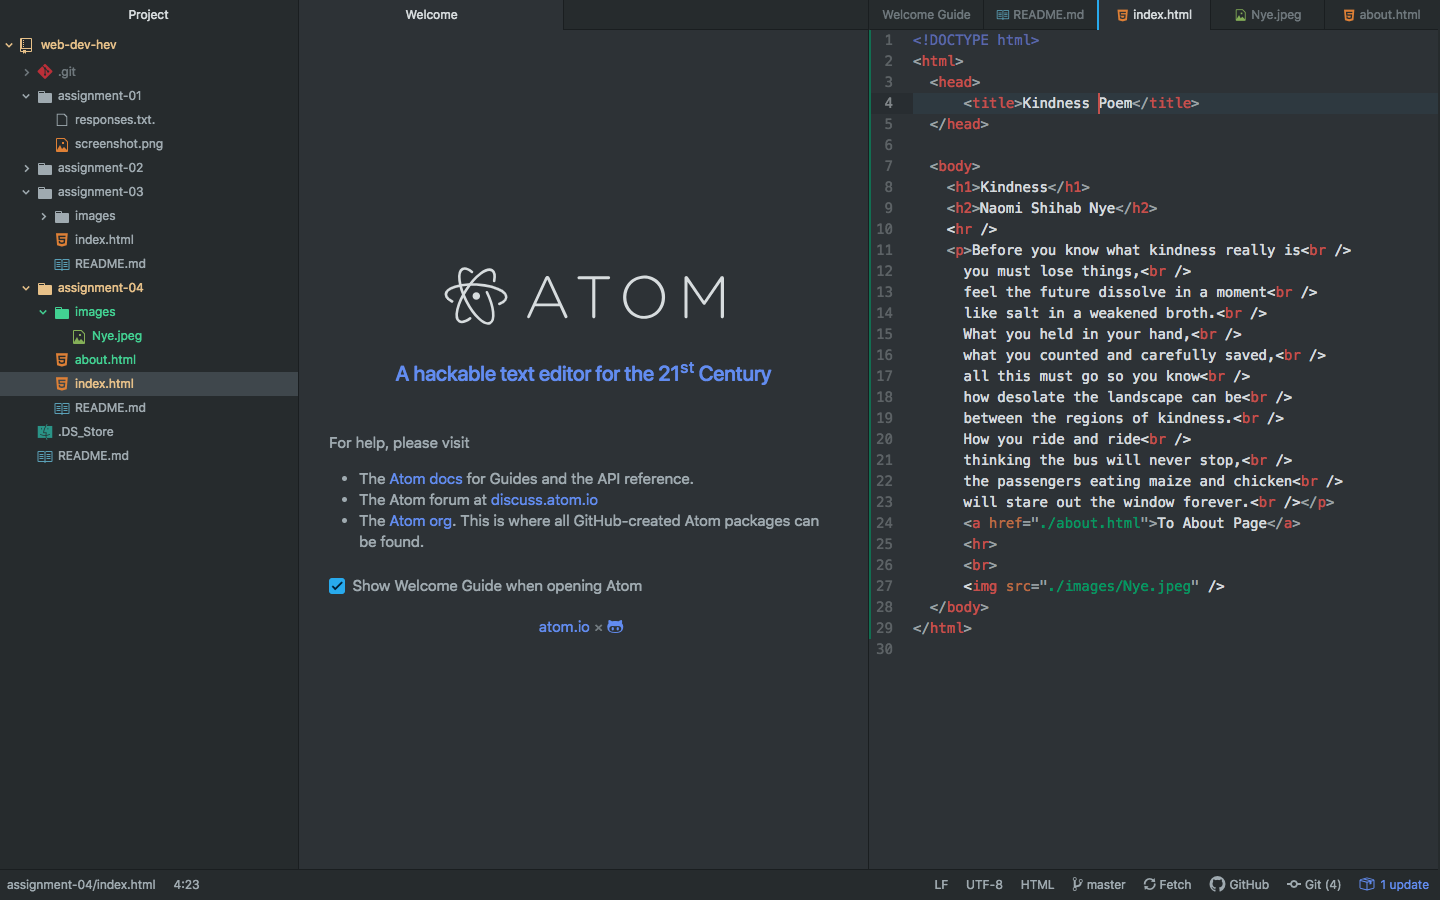 Project
web-dev-hev
.git
assignment-01
responses.txt.
screenshot.png
assignment-02
assignment-03
images
index.html
README.md
assignment-04
images
Nye.jpeg
about.html
index.html
README.md
.DS_Store
README.md
Welcome
ATOM
A hackable text editor for the 21st Century
For help, please visit
• The Atom docs for Guides and the API reference.
• The Atom forum at discuss.atom.io
• The Atom org. This is where all GitHub-created Atom packages can
be found.
Show Welcome Guide when opening Atom
atom.io ×
Welcome Guide README.md index.html Nye.jpeg about.html
1 <!DOCTYPE html>
2 <html>
3 <head>
4 <title>Kindness Poem</title>
5 </head>
6
7 <body>
8 <h1>Kindness</h1>
9 <h2>Naomi Shihab Nye</h2>
10 <hr />
11 <p>Before you know what kindness really is<br />
12 you must lose things,<br />
13 feel the future dissolve in a moment<br />
14 like salt in a weakened broth.<br />
15 What you held in your hand,<br />
16 what you counted and carefully saved,<br />
17 all this must go so you know<br />
18 how desolate the landscape can be<br />
19 between the regions of kindness.<br />
20 How you ride and ride<br />
21 thinking the bus will never stop,<br />
22 the passengers eating maize and chicken<br />
23 will stare out the window forever.<br /></p>
24 <a href="./about.html">To About Page</a>
25 <hr>
26 <br>
27 <img src="./images/Nye.jpeg" />
28 </body>
29 </html>
30
assignment-04/index.html 4:23 LF UTF-8 HTML master Fetch GitHub Git (4) 1 update